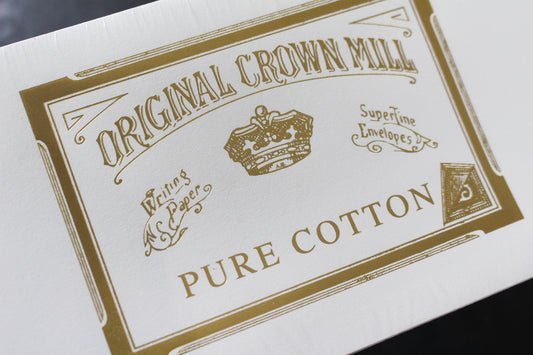 ORIGINAL CROWN MILL
Writing
Paper
Superfine
Envelopes
PURE COTTON